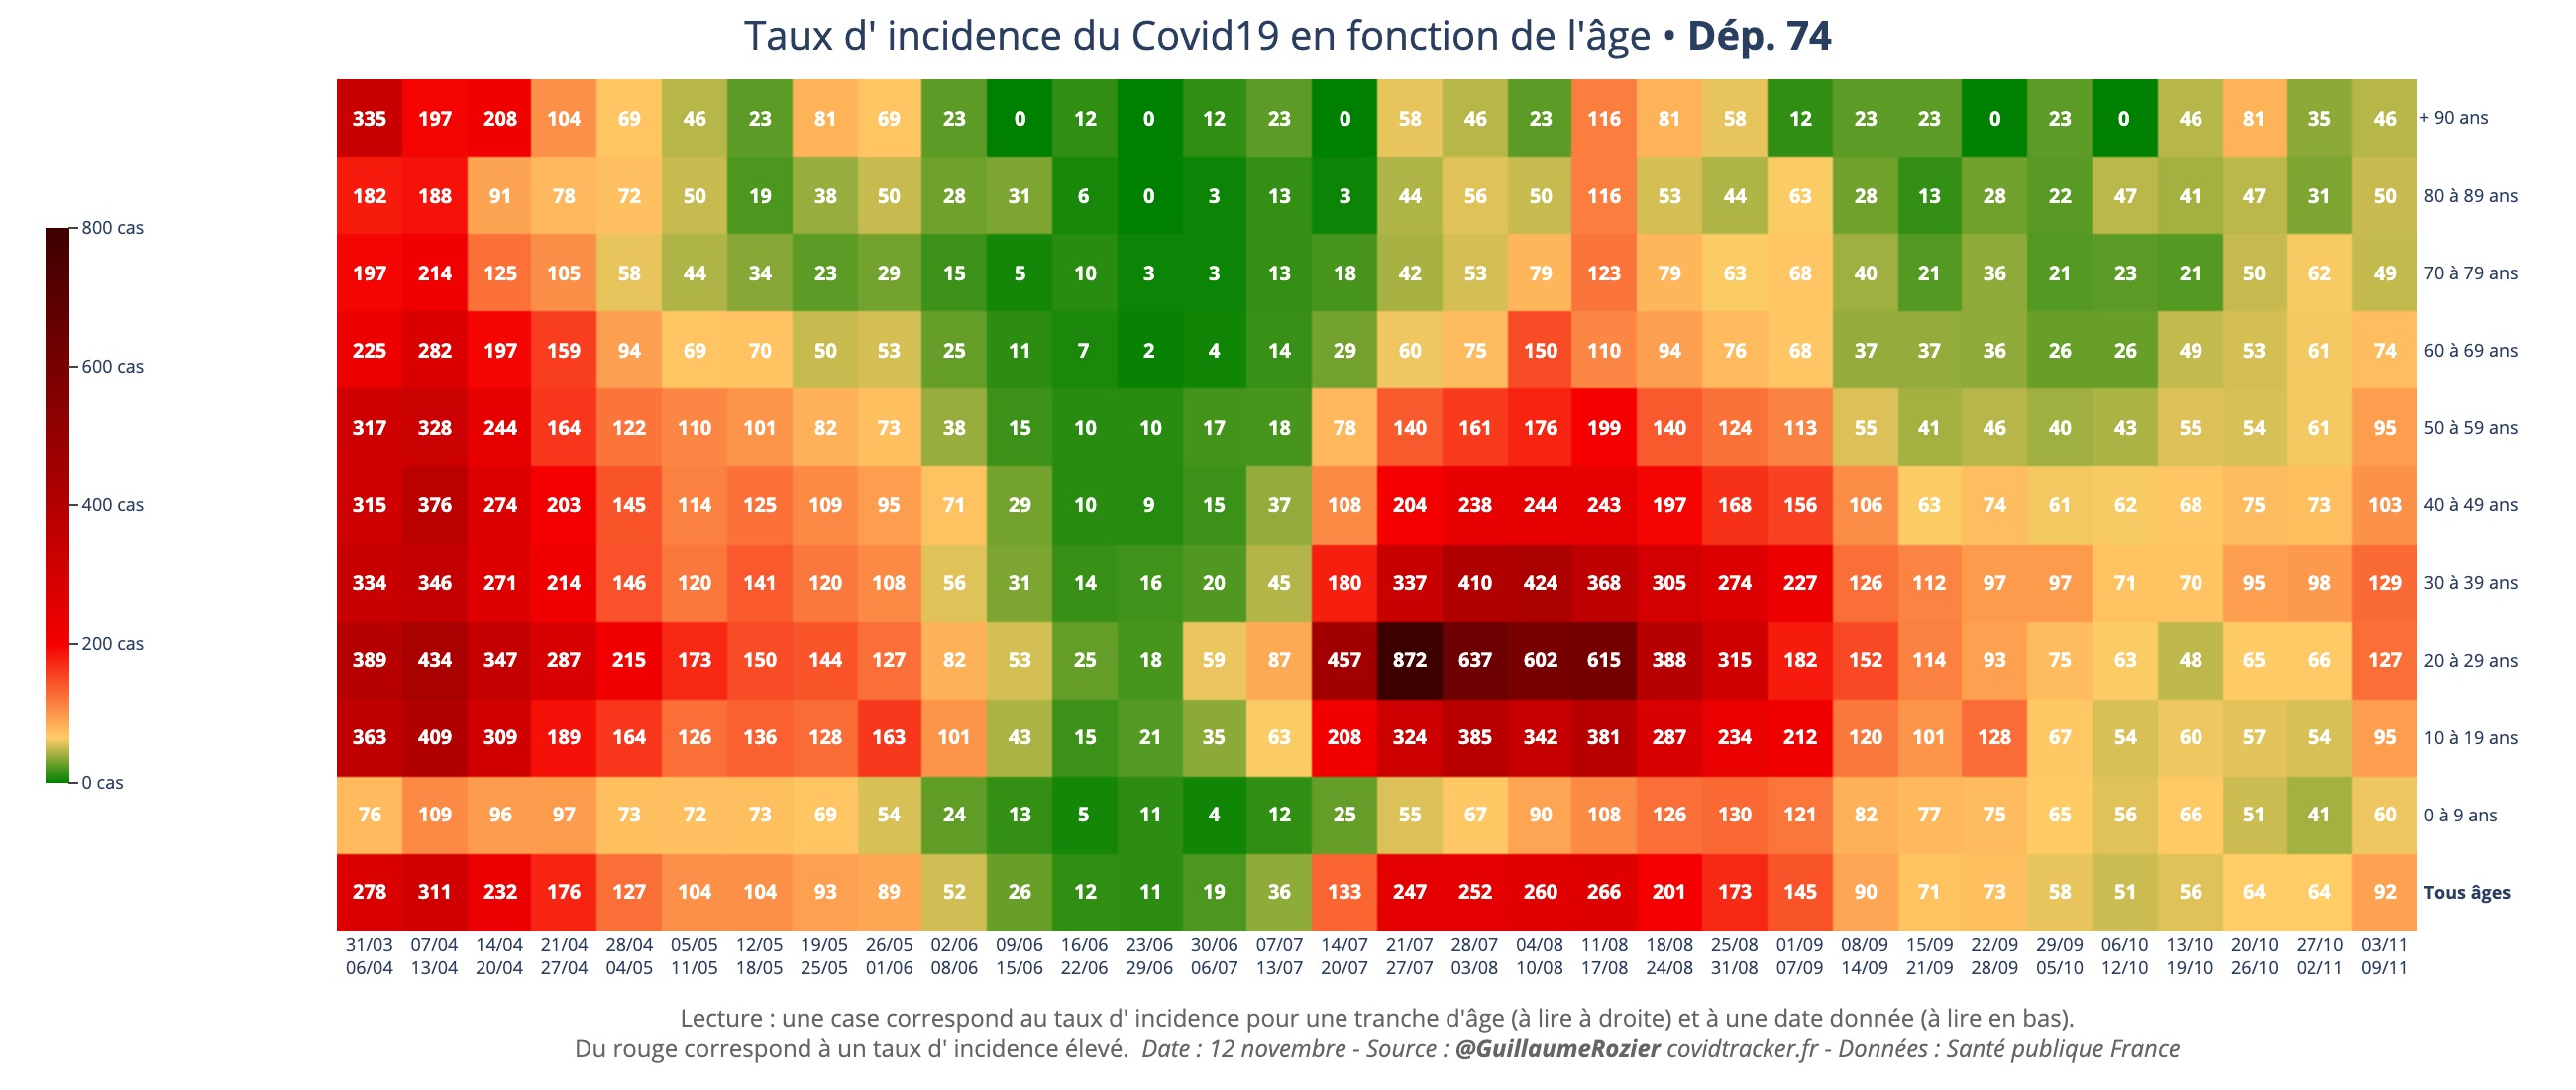 Taux d' incidence du Covid19 en fonction de l'âge • Dép. 74
335 197 208 104 69 46 23 81 69 23 0 12 0 12 23 0 58 46 23 116 81 58 12 23 23 0 23 0 46 81 35 46 + 90 ans
182 188 91 78 72 50 19 38 50 28 31 6 0 3 13 3 44 56 50 116 53 44 63 28 13 28 22 47 41 47 31 50 80 à 89 ans
800 cas
197 214 125 105 58 44 34 23 29 15 5 10 3 3 13 18 42 53 79 123 79 63 68 40 21 36 21 23 21 50 62 49 70 à 79 ans
225 282 197 159 94 69 70 50 53 25 11 7 2 4 14 29 60 75 150 110 94 76 68 37 37 36 26 26 49 53 61 74 60 à 69 ans
600 cas
317 328 244 164 122 110 101 82 73 38 15 10 10 17 18 78 140 161 176 199 140 124 113 55 41 46 40 43 55 54 61 95 50 à 59 ans
400 cas
315 376 274 203 145 114 125 109 95 71 29 10 9 15 37 108 204 238 244 243 197 168 156 106 63 74 61 62 68 75 73 103 40 à 49 ans
334 346 271 214 146 120 141 120 108 56 31 14 16 20 45 180 337 410 424 368 305 274 227 126 112 97 97 71 70 95 98 129 30 à 39 ans
200 cas
389 434 347 287 215 173 150 144 127 82 53 25 18 59 87 457 872 637 602 615 388 315 182 152 114 93 75 63 48 65 66 127 20 à 29 ans
363 409 309 189 164 126 136 128 163 101 43 15 21 35 63 208 324 385 342 381 287 234 212 120 101 128 67 54 60 57 54 95 10 à 19 ans
0 cas
76 109 96 97 73 72 73 69 54 24 13 5 11 4 12 25 55 67 90 108 126 130 121 82 77 75 65 56 66 51 41 60 0 à 9 ans
278 311 232 176 127 104 104 93 89 52 26 12 11 19 36 133 247 252 260 266 201 173 145 90 71 73 58 51 56 64 64 92 Tous âges
31/03 07/04 14/04 21/04 28/04 05/05 12/05 19/05 26/05 02/06 09/06 16/06 23/06 30/06 07/07 14/07 21/07 28/07 04/08 11/08 18/08 25/08 01/09 08/09 15/09 22/09 29/09 06/10 13/10 20/10 27/10 03/11
06/04 13/04 20/04 27/04 04/05 11/05 18/05 25/05 01/06 08/06 15/06 22/06 29/06 06/07 13/07 20/07 27/07 03/08 10/08 17/08 24/08 31/08 07/09 14/09 21/09 28/09 05/10 12/10 19/10 26/10 02/11 09/11
Lecture : une case correspond au taux d' incidence pour une tranche d'âge (à lire à droite) et à une date donnée (à lire en bas).
Du rouge correspond à un taux d' incidence élevé. Date : 12 novembre - Source : @GuillaumeRozier covidtracker.fr - Données : Santé publique France